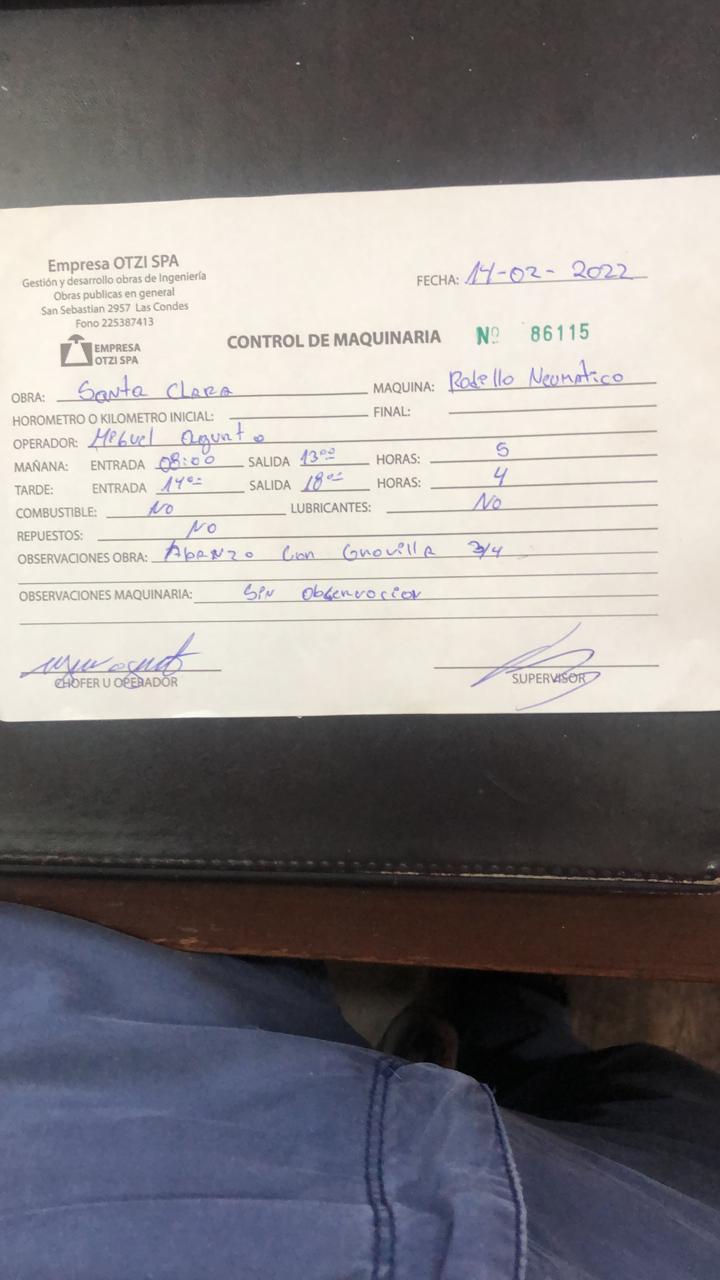 Empresa OTZI SPA
Gestión y desarrollo obras de Ingeniería
Obras publicas en general
San Sebastian 2957 Las Condes
Fono 225387413
EMPRESA
OTZI SPA
FECHA: 14-02-2022
CONTROL DE MAQUINARIA Nº 86115
OBRA: Santa Clara MAQUINA: Rodello Neumatico
HOROMETRO O KILOMETRO INICIAL: FINAL:
OPERADOR: Miguel
MAÑANA: ENTRADA 08:00 SALIDA 13:00 HORAS: 5
TARDE: ENTRADA 14:00 SALIDA 18:00 HORAS: 4
COMBUSTIBLE: No LUBRICANTES: No
REPUESTOS: No
OBSERVACIONES OBRA: Abanzo Con Gravilla 3/4
OBSERVACIONES MAQUINARIA: Sin Observacion
CHOFER U OPERADOR SUPERVISOR